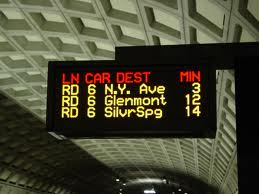 LN CAR DEST MIN
RD 6 N.Y. Ave 3
RD 6 Glenmont 12
RD 6 SilvrSpg 14